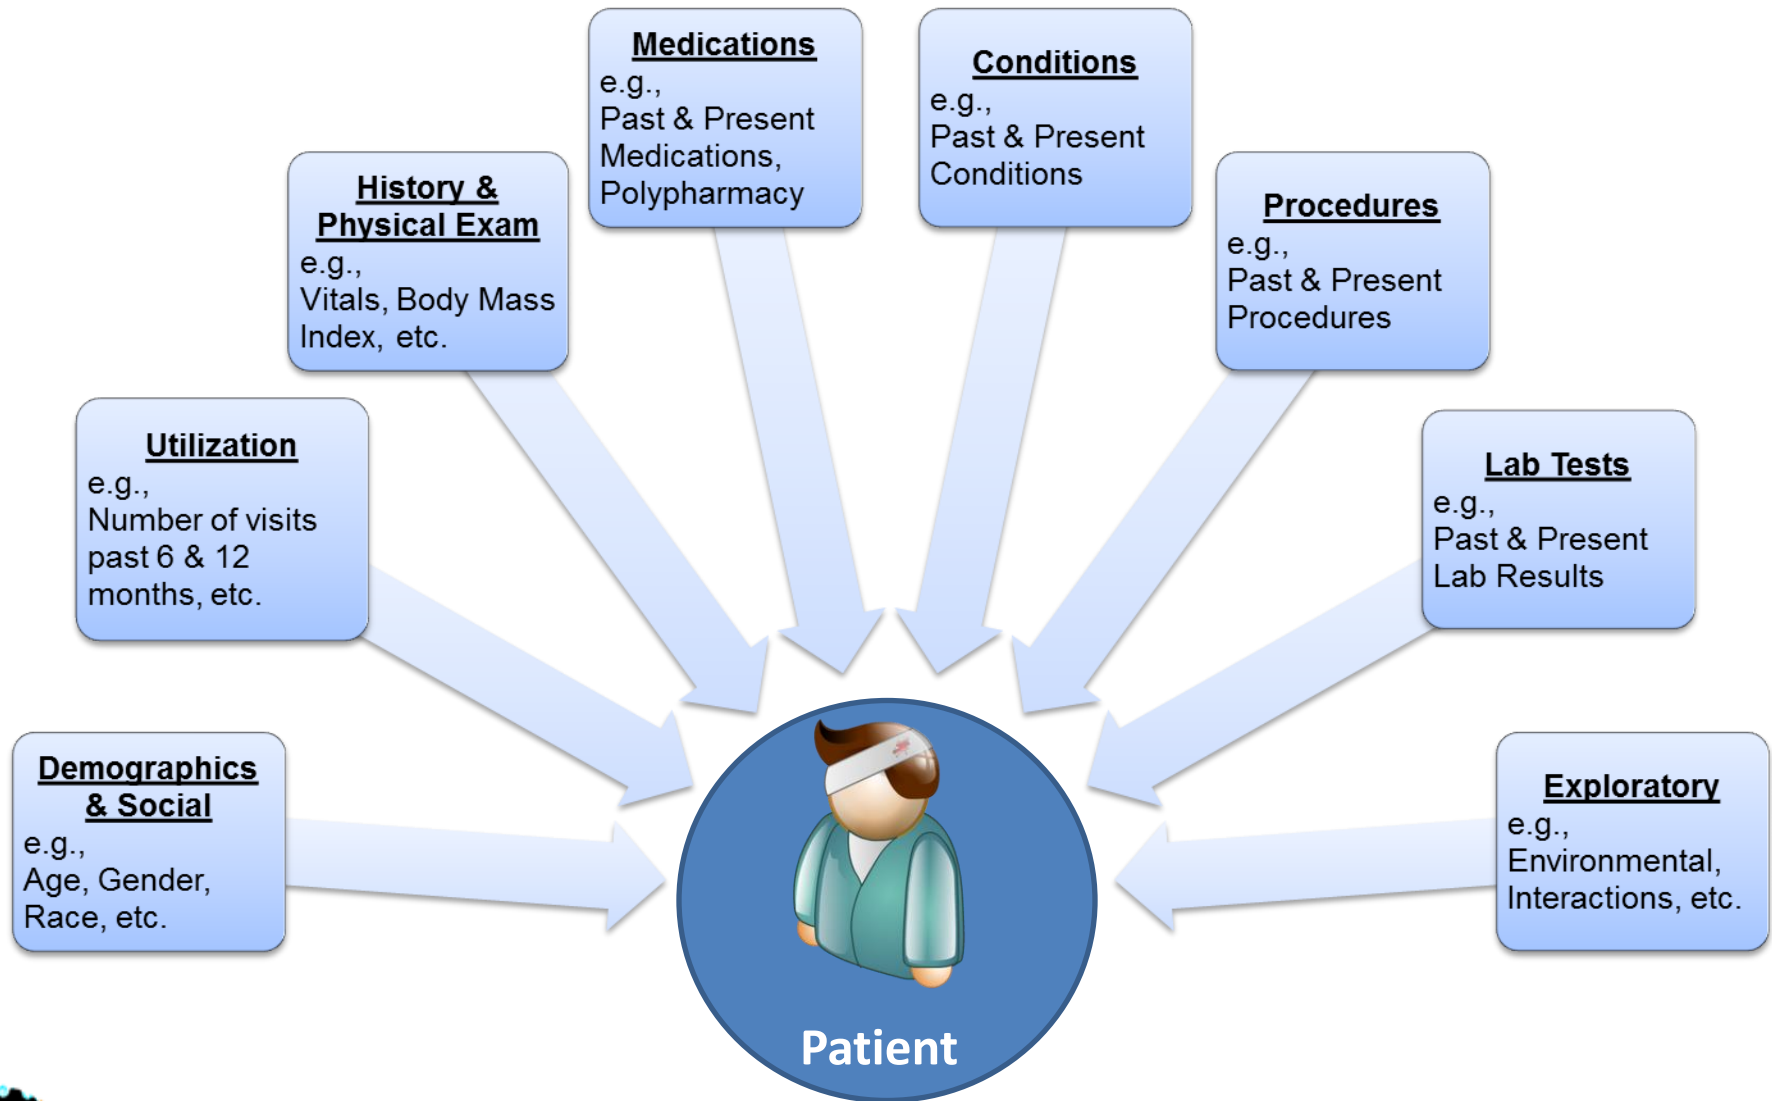 Medications
e.g.,
Past & Present
Medications,
Polypharmacy
Conditions
e.g.,
Past & Present
Conditions
History &
Physical Exam
e.g.,
Vitals, Body Mass
Index, etc.
Procedures
e.g.,
Past & Present
Procedures
Utilization
e.g.,
Number of visits
past 6 & 12
months, etc.
Lab Tests
e.g.,
Past & Present
Lab Results
Demographics
& Social
e.g.,
Age, Gender,
Race, etc.
Exploratory
e.g.,
Environmental,
Interactions, etc.
Patient